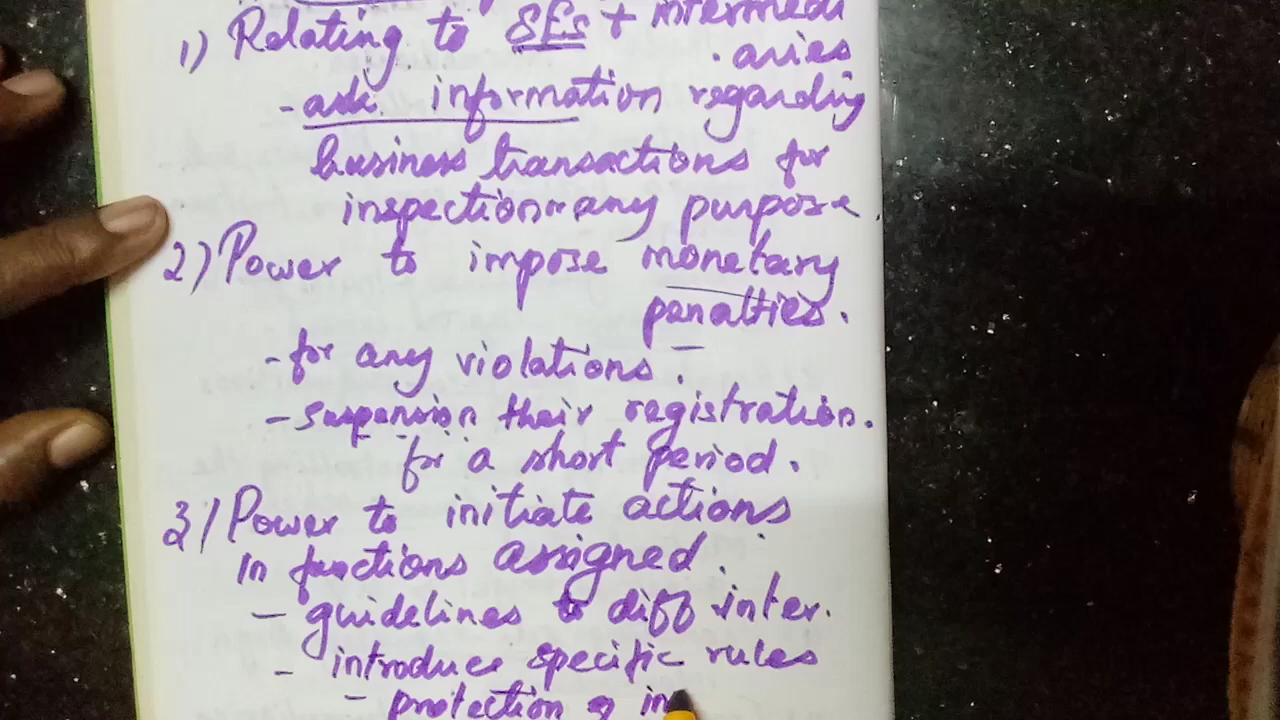 1) Relating to SEs + intermedi
. aries
- ask information regarding
business transactions for
inspection or any purpose.
2) Power to impose monetary
penalties.
- for any violations.
- suspension their registration.
for a short period.
3) Power to initiate actions
in functions assigned.
- guidelines to diff inter.
- introduce specific rules
- protection of in